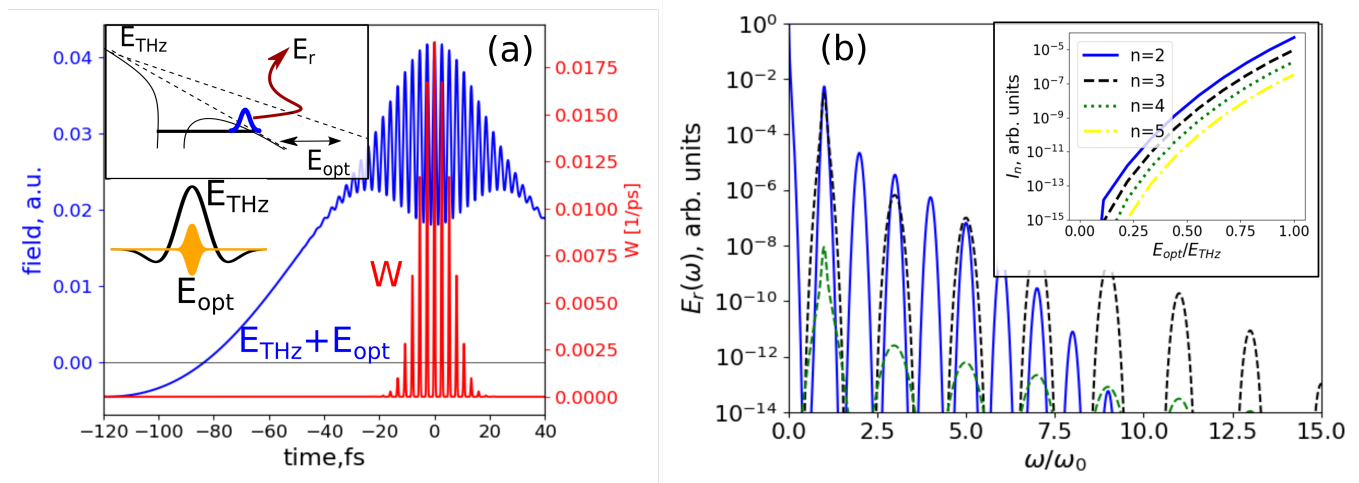 (a)
E_THz
E_r
E_opt
E_THz
E_opt
W
E_THz+E_opt
field, a.u.
0.04
0.03
0.02
0.01
0.00
W [1/ps]
0.0175
0.0150
0.0125
0.0100
0.0075
0.0050
0.0025
0.0000
−120 −100 −80 −60 −40 −20 0 20 40
time,fs
(b)
E_r(ω), arb. units
10^0
10^−2
10^−4
10^−6
10^−8
10^−10
10^−12
10^−14
0.0 2.5 5.0 7.5 10.0 12.5 15.0
ω/ω_0
I_n, arb. units
10^−5
10^−7
10^−9
10^−11
10^−13
10^−15
n=2
n=3
n=4
n=5
0.00 0.25 0.50 0.75 1.00
E_opt/E_THz